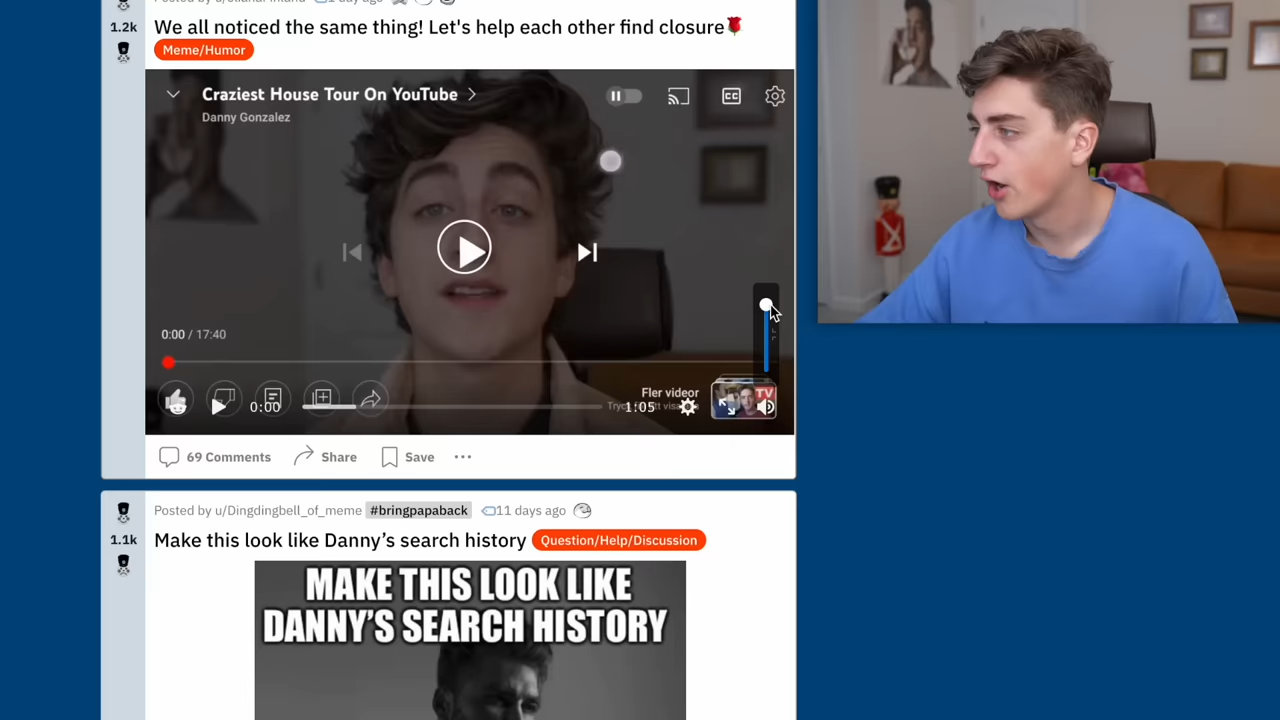 1.2k
We all noticed the same thing! Let's help each other find closure🌹
Meme/Humor
Craziest House Tour On YouTube
CC
Danny Gonzalez
0:00 / 17:40
Fler videor
TV
0:00
1:05
69 Comments
Share
Save
Posted by u/Dingdingbell_of_meme #bringpapaback 11 days ago
1.1k
Make this look like Danny's search history Question/Help/Discussion
MAKE THIS LOOK LIKE
DANNY'S SEARCH HISTORY